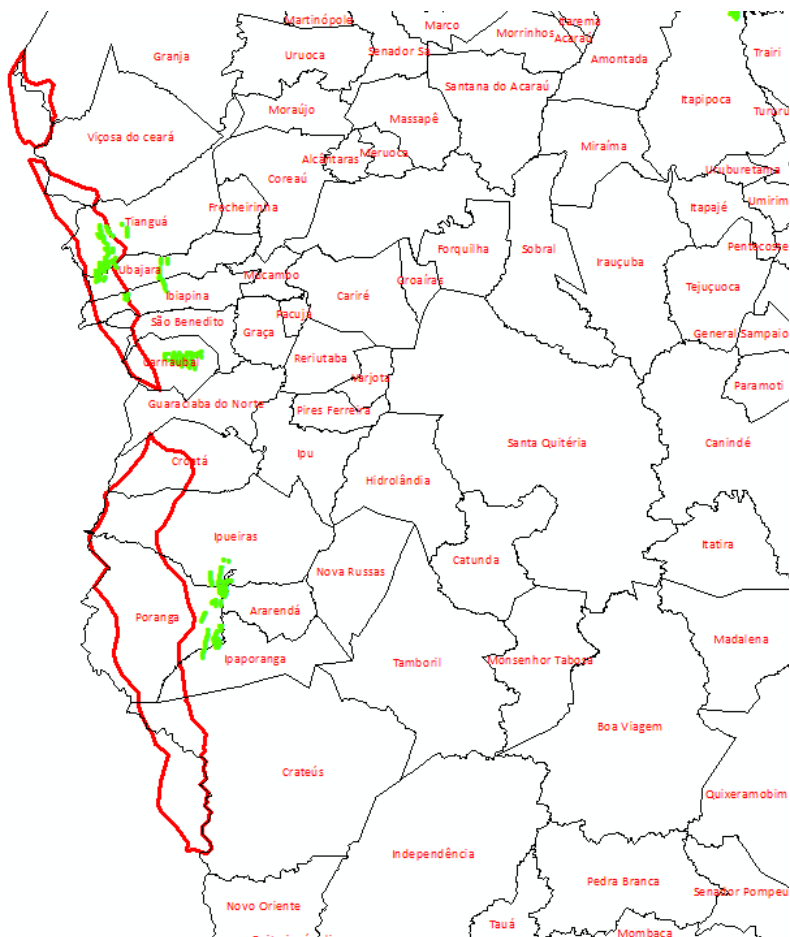 Martinópole
Marco
Morrinhos
Itarema
Acaraú
Granja
Uruoca
Senador Sá
Amontada
Trairi
Santana do Acaraú
Itapipoca
Moraújo
Massapê
Tururu
Viçosa do ceará
Miraíma
Meruoca
Alcântaras
Coreaú
Uruburetama
Frecheirinha
Itapajé
Umirim
Tianguá
Forquilha
Sobral
Irauçuba
Pentecoste
Ubajara
Mucambo
Groaíras
Tejuçuoca
Ibiapina
Cariré
São Benedito
Pacujá
Graça
General Sampaio
Carnaubal
Reriutaba
Varjota
Paramoti
Guaraciaba do Norte
Pires Ferreira
Santa Quitéria
Canindé
Croatá
Ipu
Hidrolândia
Ipueiras
Itatira
Catunda
Nova Russas
Ararendá
Poranga
Madalena
Ipaporanga
Tamboril
Monsenhor Tabosa
Boa Viagem
Crateús
Quixeramobim
Independência
Pedra Branca
Senador Pompeu
Novo Oriente
Tauá
Mombaça